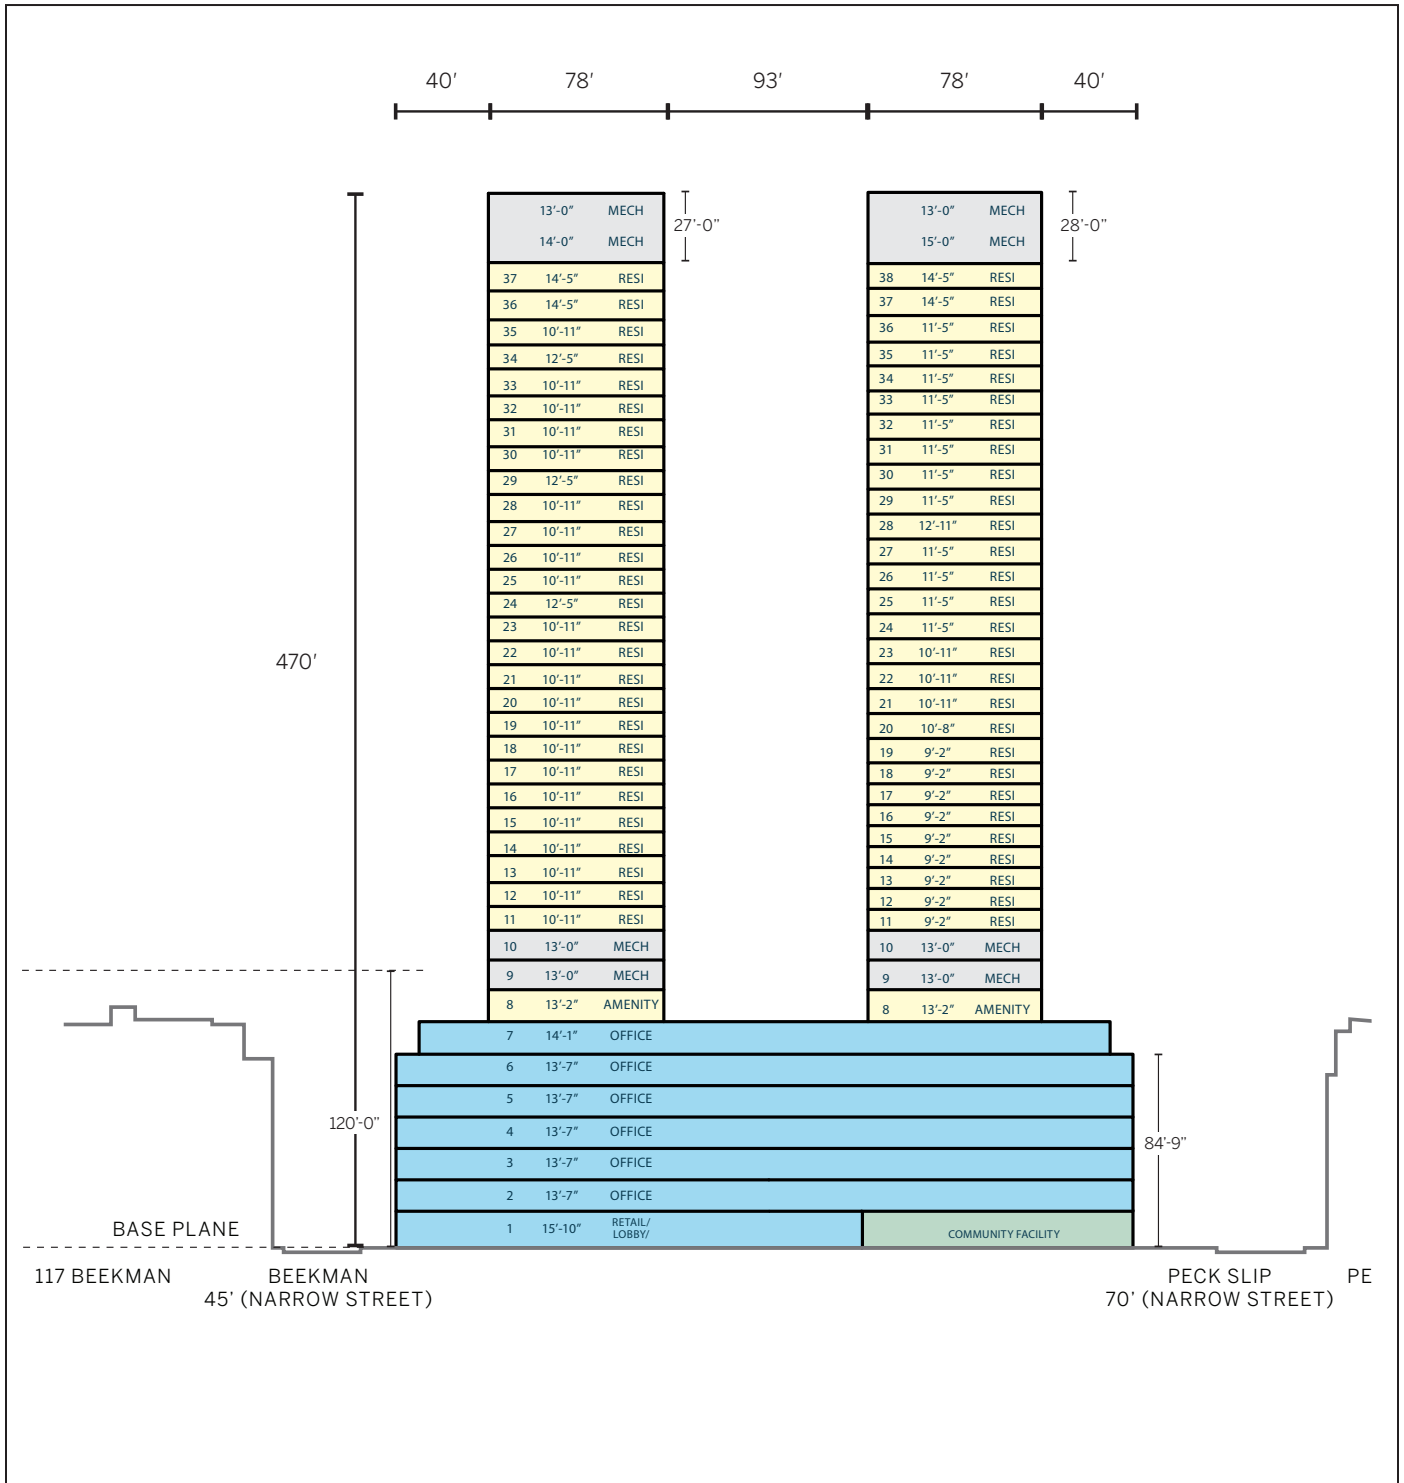 40' 78' 93' 78' 40'
13'-0" MECH
14'-0" MECH
27'-0"
37 14'-5" RESI
36 14'-5" RESI
35 10'-11" RESI
34 12'-5" RESI
33 10'-11" RESI
32 10'-11" RESI
31 10'-11" RESI
30 10'-11" RESI
29 12'-5" RESI
28 10'-11" RESI
27 10'-11" RESI
26 10'-11" RESI
25 10'-11" RESI
24 12'-5" RESI
23 10'-11" RESI
22 10'-11" RESI
21 10'-11" RESI
20 10'-11" RESI
19 10'-11" RESI
18 10'-11" RESI
17 10'-11" RESI
16 10'-11" RESI
15 10'-11" RESI
14 10'-11" RESI
13 10'-11" RESI
12 10'-11" RESI
11 10'-11" RESI
10 13'-0" MECH
9 13'-0" MECH
8 13'-2" AMENITY
13'-0" MECH
15'-0" MECH
28'-0"
38 14'-5" RESI
37 14'-5" RESI
36 11'-5" RESI
35 11'-5" RESI
34 11'-5" RESI
33 11'-5" RESI
32 11'-5" RESI
31 11'-5" RESI
30 11'-5" RESI
29 11'-5" RESI
28 12'-11" RESI
27 11'-5" RESI
26 11'-5" RESI
25 11'-5" RESI
24 11'-5" RESI
23 10'-11" RESI
22 10'-11" RESI
21 10'-11" RESI
20 10'-8" RESI
19 9'-2" RESI
18 9'-2" RESI
17 9'-2" RESI
16 9'-2" RESI
15 9'-2" RESI
14 9'-2" RESI
13 9'-2" RESI
12 9'-2" RESI
11 9'-2" RESI
10 13'-0" MECH
9 13'-0" MECH
8 13'-2" AMENITY
470'
7 14'-1" OFFICE
6 13'-7" OFFICE
5 13'-7" OFFICE
4 13'-7" OFFICE
3 13'-7" OFFICE
2 13'-7" OFFICE
1 15'-10" RETAIL/
LOBBY/
COMMUNITY FACILITY
120'-0"
84'-9"
BASE PLANE
117 BEEKMAN
BEEKMAN
45' (NARROW STREET)
PECK SLIP
70' (NARROW STREET)
PE